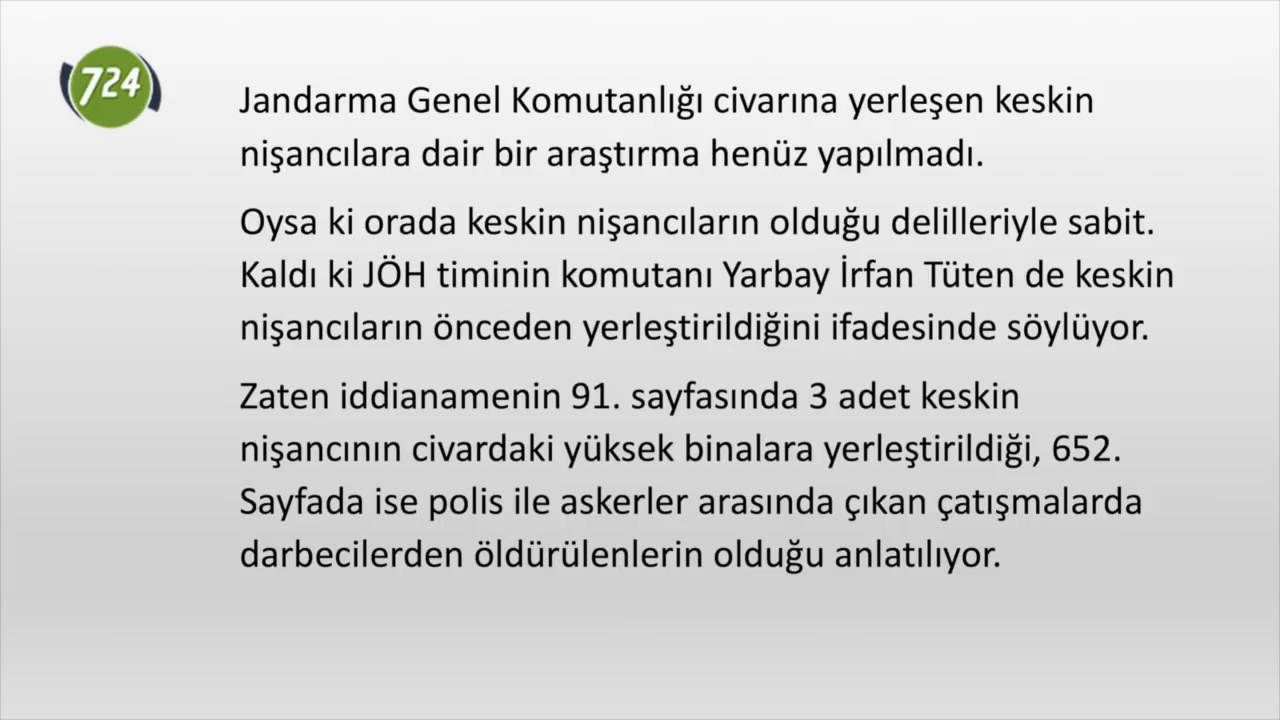 724
Jandarma Genel Komutanlığı civarına yerleşen keskin
nişancılara dair bir araştırma henüz yapılmadı.
Oysa ki orada keskin nişancıların olduğu delilleriyle sabit.
Kaldı ki JÖH timinin komutanı Yarbay İrfan Tüten de keskin
nişancıların önceden yerleştirildiğini ifadesinde söylüyor.
Zaten iddianamenin 91. sayfasında 3 adet keskin
nişancının civardaki yüksek binalara yerleştirildiği, 652.
Sayfada ise polis ile askerler arasında çıkan çatışmalarda
darbecilerden öldürülenlerin olduğu anlatılıyor.